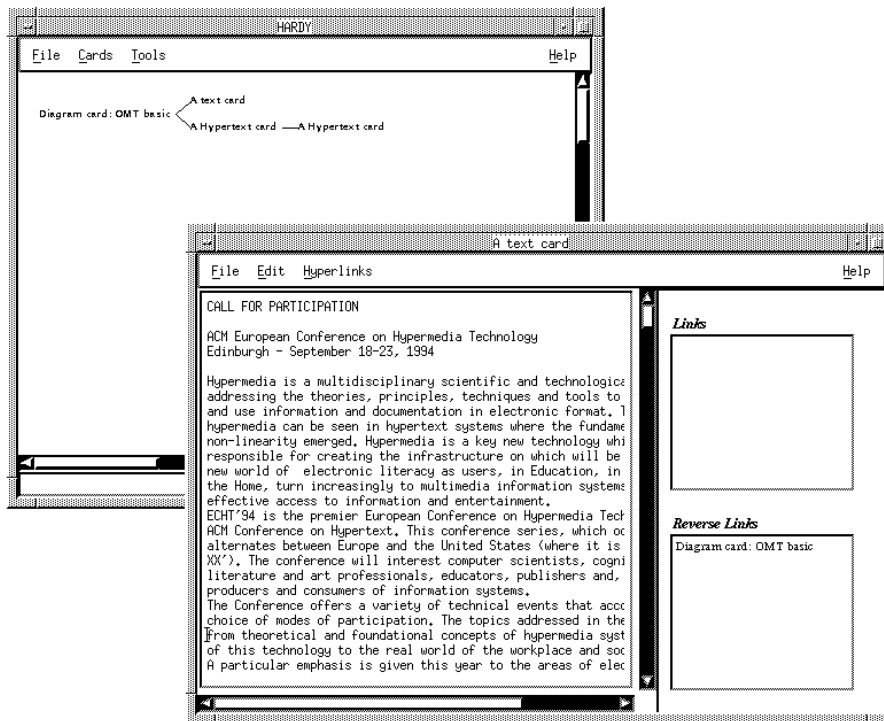 HARDY
File Cards Tools Help
A text card
Diagram card: OMT basic
A Hypertext card A Hypertext card
A text card
File Edit Hyperlinks Help
CALL FOR PARTICIPATION
ACM European Conference on Hypermedia Technology
Edinburgh - September 18-23, 1994
Hypermedia is a multidisciplinary scientific and technologica
addressing the theories, principles, techniques and tools to
and use information and documentation in electronic format.
hypermedia can be seen in hypertext systems where the fundame
non-linearity emerged. Hypermedia is a key new technology whi
responsible for creating the infrastructure on which will be
new world of  electronic literacy as users, in Education, in
the Home, turn increasingly to multimedia information systems
effective access to information and entertainment.
ECHT'94 is the premier European Conference on Hypermedia Tech
ACM Conference on Hypertext. This conference series, which oc
alternates between Europe and the United States (where it is
XX'). The conference will interest computer scientists, cogni
literature and art professionals, educators, publishers and,
producers and consumers of information systems.
The Conference offers a variety of technical events that acco
choice of modes of participation. The topics addressed in the
from theoretical and foundational concepts of hypermedia syst
of this technology to the real world of the workplace and soc
A particular emphasis is given this year to the areas of elec
Links
Reverse Links
Diagram card: OMT basic